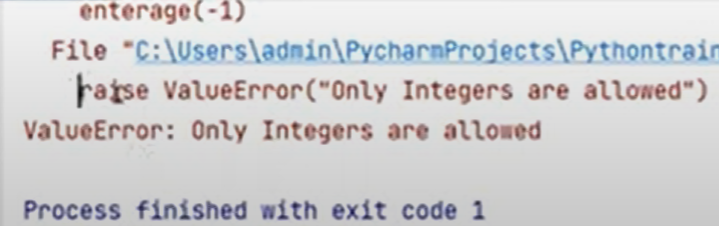 enterage(-1)
File "C:\Users\admin\PycharmProjects\Pythontrain
raise ValueError("Only Integers are allowed")
ValueError: Only Integers are allowed
Process finished with exit code 1